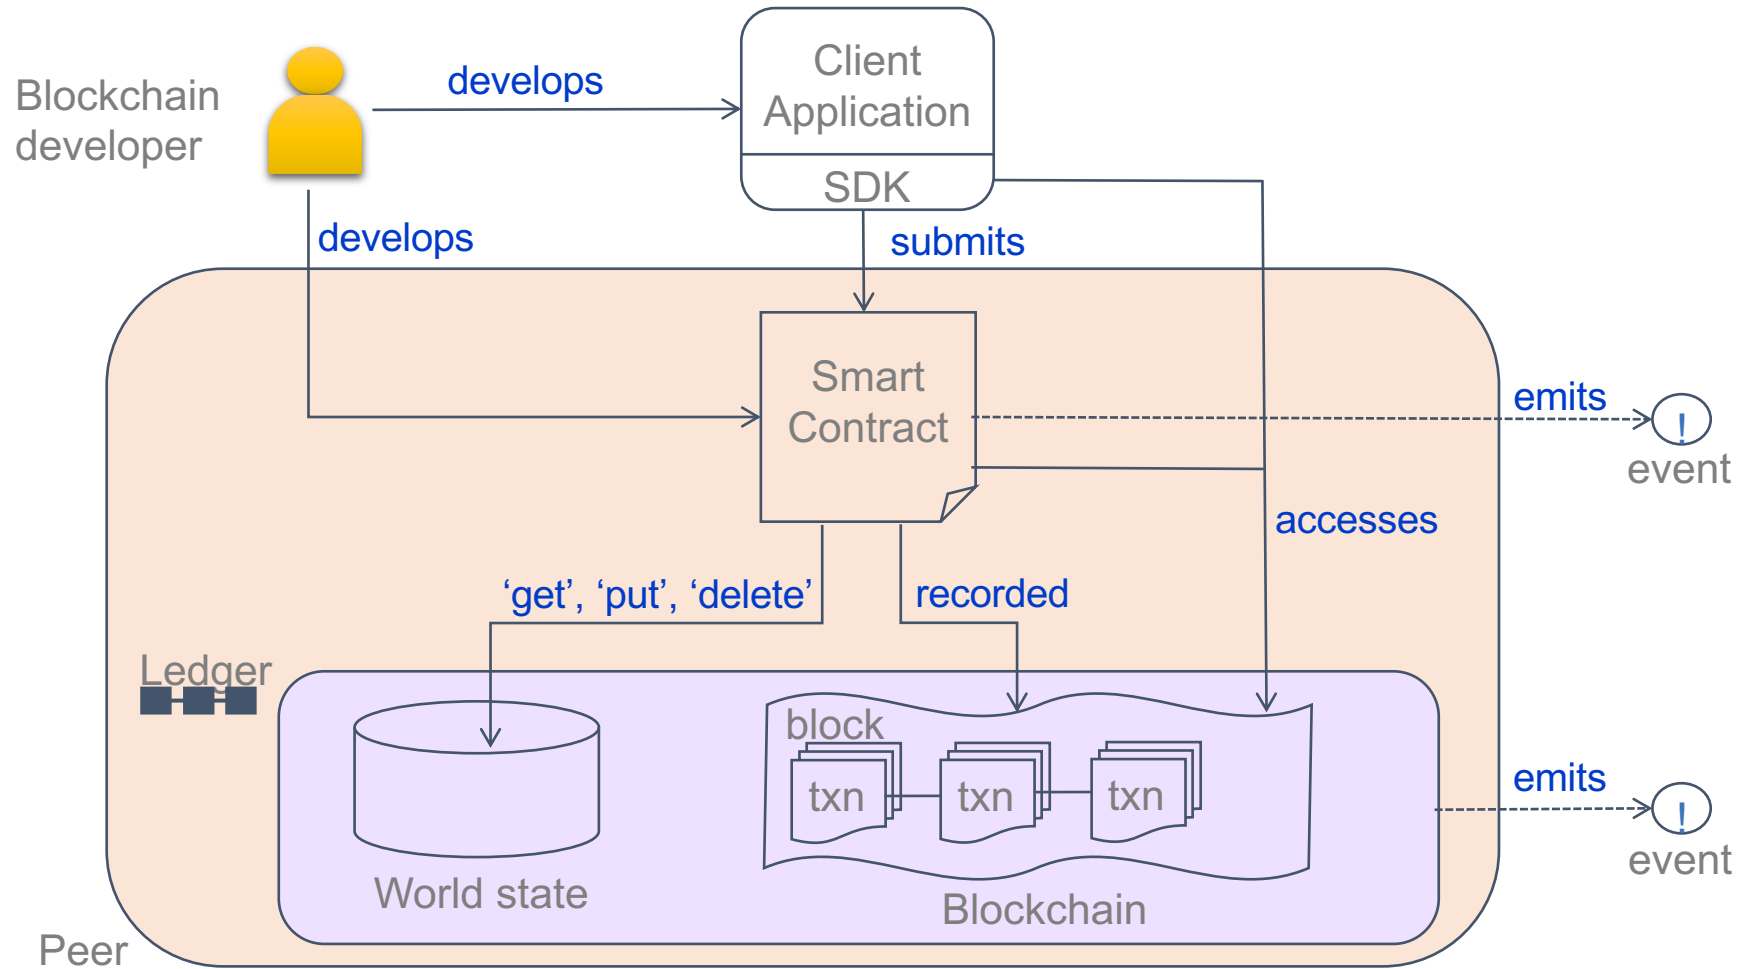 Client
Application
SDK
Blockchain
developer
develops
develops
submits
Smart
Contract
emits
!
event
accesses
‘get’, ‘put’, ‘delete’
recorded
Ledger
block
txn
txn
txn
World state
Blockchain
emits
!
event
Peer